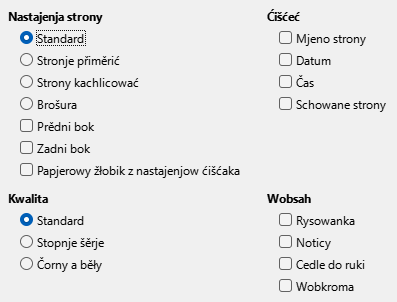 Nastajenja strony
Standard
Stronje přiměrić
Strony kachlicować
Brošura
Prědni bok
Zadni bok
Papjerowy žłobik z nastajenjow ćišćaka
Ćišćeć
Mjeno strony
Datum
Čas
Schowane strony
Kwalita
Standard
Stopnje šěrje
Čorny a běły
Wobsah
Rysowanka
Noticy
Cedle do ruki
Wobkroma